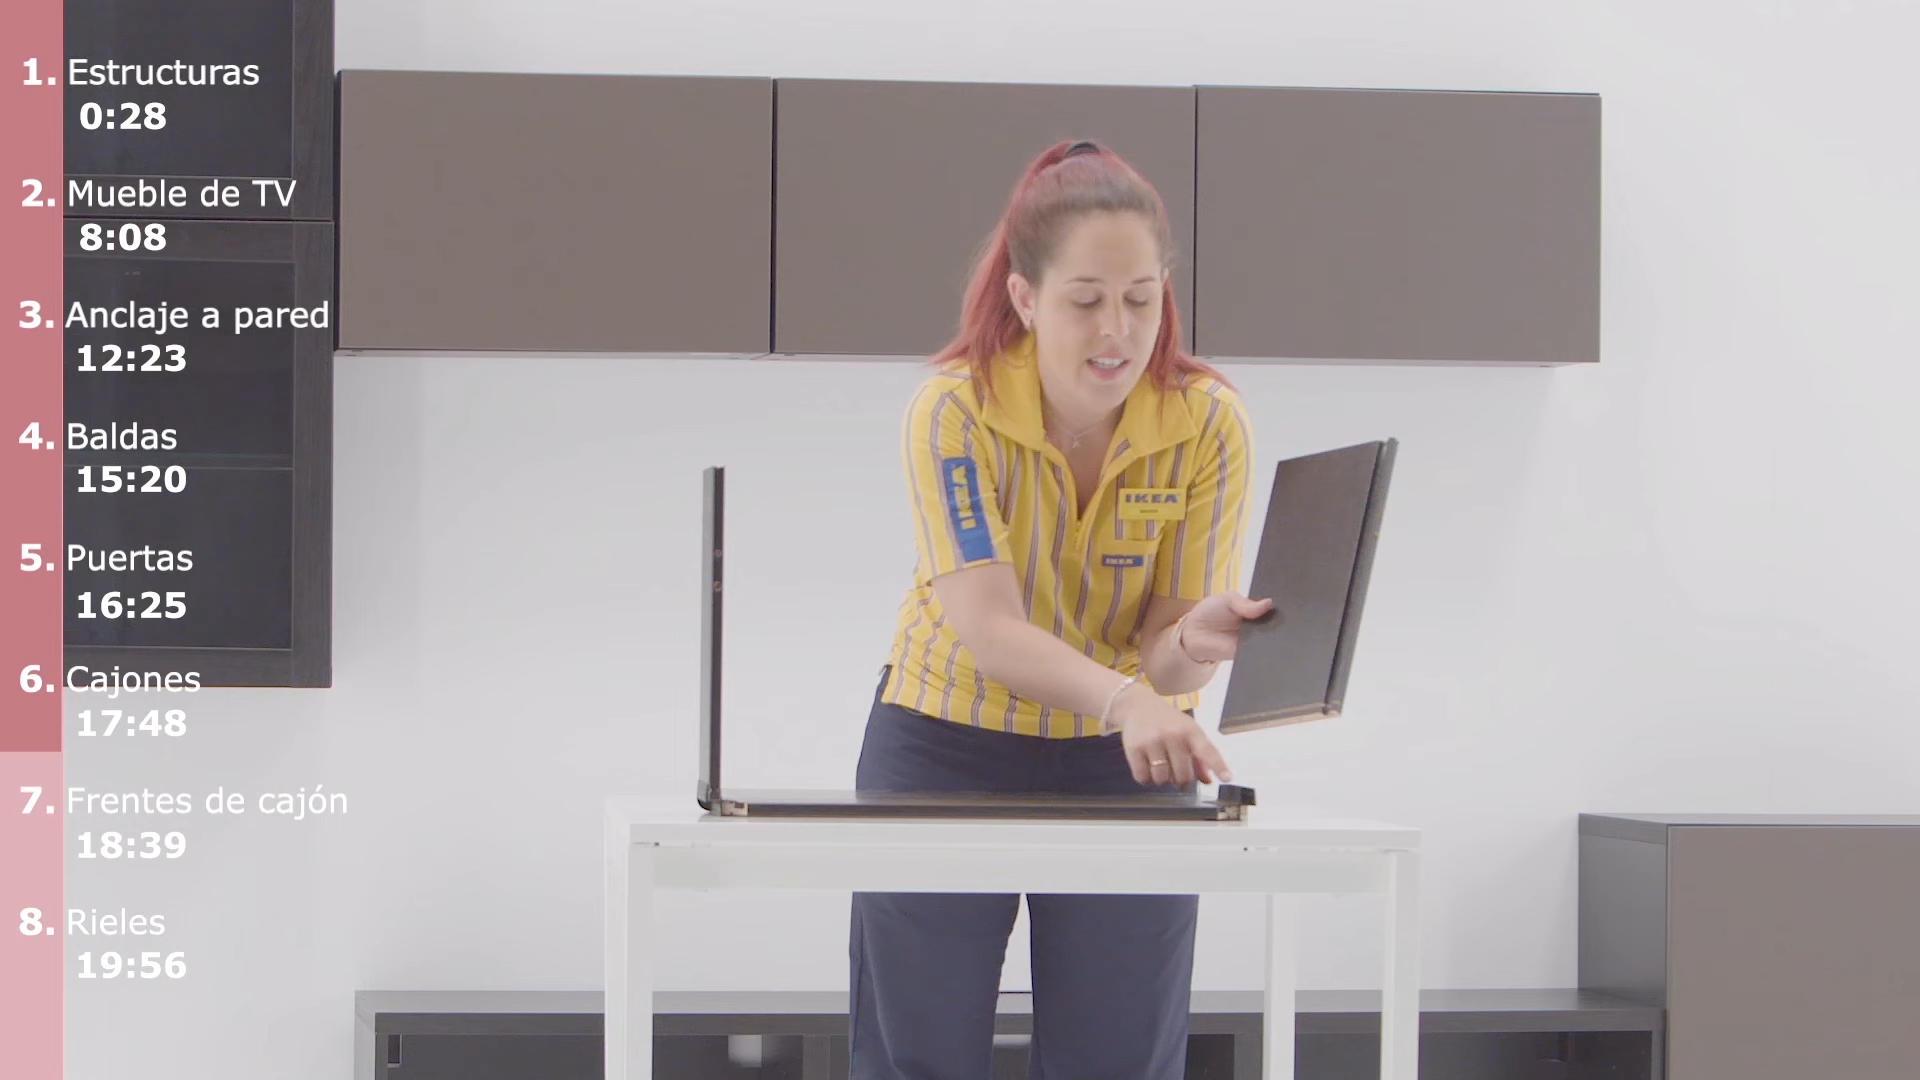 1. Estructuras
0:28
2. Mueble de TV
8:08
3. Anclaje a pared
12:23
4. Baldas
15:20
5. Puertas
16:25
6. Cajones
17:48
7. Frentes de cajón
18:39
8. Rieles
19:56
IKEA
IKEA
IKEA